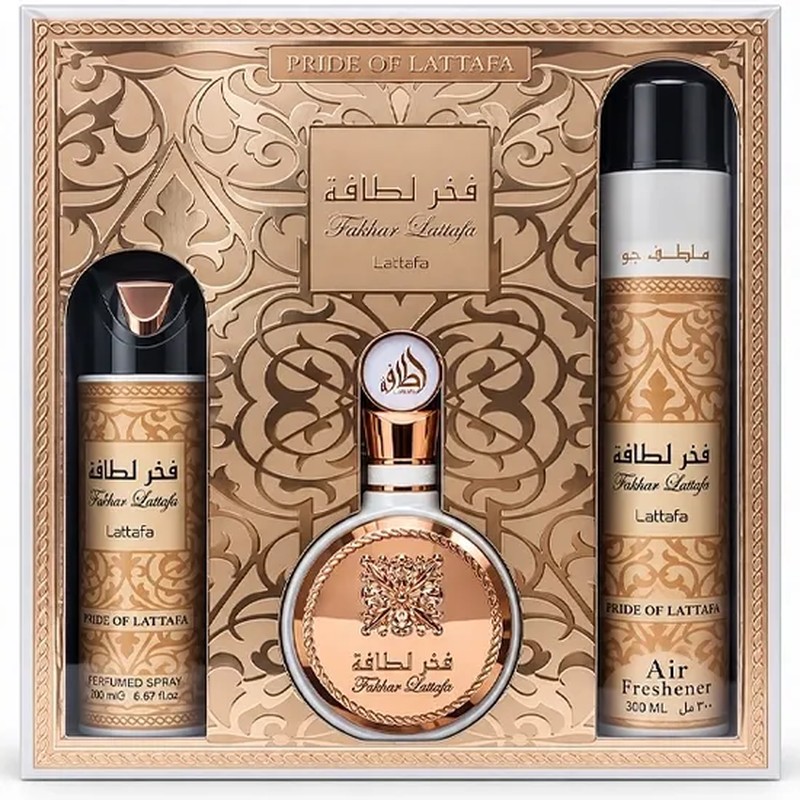 PRIDE OF LATTAFA
فخر لطافة
Fakhar Lattafa
Lattafa
ملطف جو
لطافة
فخر لطافة
Fakhar Lattafa
Lattafa
PRIDE OF LATTAFA
PERFUMED SPRAY
200 ml℮ 6.67 fl.oz.
فخر لطافة
Fakhar Lattafa
فخر لطافة
Fakhar Lattafa
Lattafa
PRIDE OF LATTAFA
Air
Freshener
300 ML ٣٠٠ مل